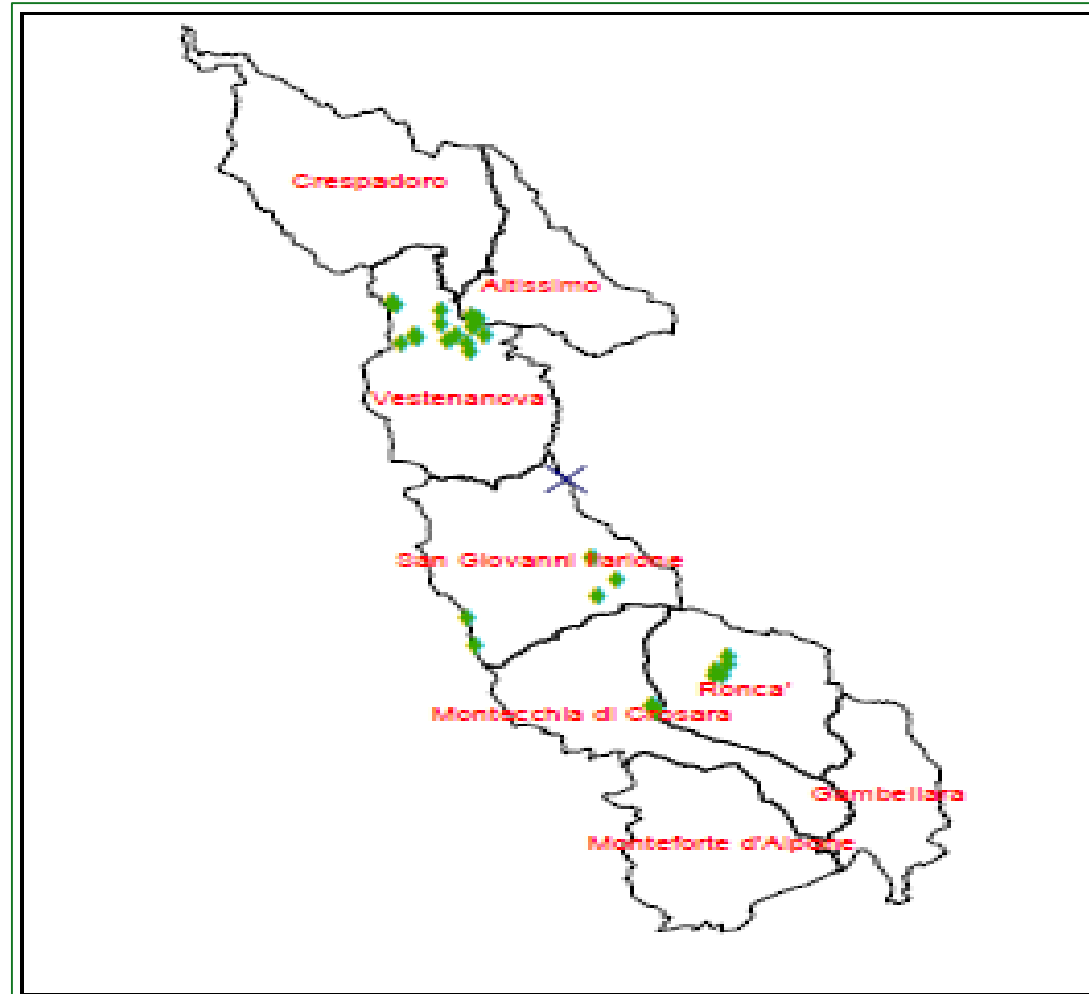 Crespadoro
Altissimo
Vestenanova
San Giovanni Ilarione
Ronca'
Montecchia di Crosara
Gambellara
Monteforte d'Alpone